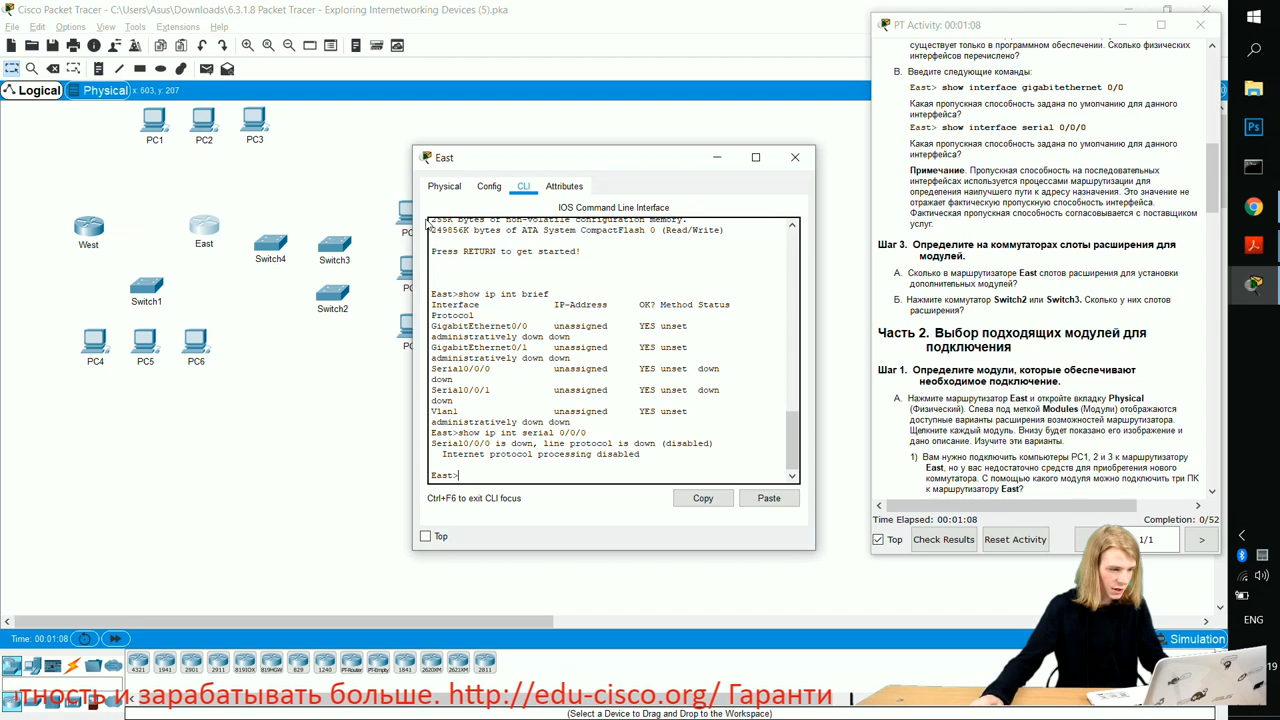 Cisco Packet Tracer - C:\Users\Asus\Downloads\6.3.1.8 Packet Tracer - Exploring Internetworking Devices (5).pka
File Edit Options View Tools Extensions Help
Logical Physical x: 603, y: 207
PC1 PC2 PC3
West East
Switch4 Switch3
Switch1 Switch2
PC4 PC5 PC6
PC
PC
PC
East
Physical Config CLI Attributes
IOS Command Line Interface
255K bytes of non-volatile configuration memory.
249856K bytes of ATA System CompactFlash 0 (Read/Write)
Press RETURN to get started!
East>show ip int brief
Interface IP-Address OK? Method Status
Protocol
GigabitEthernet0/0 unassigned YES unset
administratively down down
GigabitEthernet0/1 unassigned YES unset
administratively down down
Serial0/0/0 unassigned YES unset down
down
Serial0/0/1 unassigned YES unset down
down
Vlan1 unassigned YES unset
administratively down down
East>show ip int serial 0/0/0
Serial0/0/0 is down, line protocol is down (disabled)
Internet protocol processing disabled
East>
Ctrl+F6 to exit CLI focus
Copy Paste
Top
PT Activity: 00:01:08
существует только в программном обеспечении. Сколько физических
интерфейсов перечислено?
В. Введите следующие команды:
East> show interface gigabitethernet 0/0
Какая пропускная способность задана по умолчанию для данного
интерфейса?
East> show interface serial 0/0/0
Какая пропускная способность задана по умолчанию для данного
интерфейса?
Примечание. Пропускная способность на последовательных
интерфейсах используется процессами маршрутизации для
определения наилучшего пути к адресу назначения. Это значение не
отражает фактическую пропускную способность интерфейса.
Фактическая пропускная способность согласовывается с поставщиком
услуг.
Шаг 3. Определите на коммутаторах слоты расширения для
модулей.
А. Сколько в маршрутизаторе East слотов расширения для установки
дополнительных модулей?
Б. Нажмите коммутатор Switch2 или Switch3. Сколько у них слотов
расширения?
Часть 2. Выбор подходящих модулей для
подключения
Шаг 1. Определите модули, которые обеспечивают
необходимое подключение.
А. Нажмите маршрутизатор East и откройте вкладку Physical
(Физический). Слева под меткой Modules (Модули) отображаются
доступные варианты расширения возможностей маршрутизатора.
Щелкните каждый модуль. Внизу будет показано его изображение и
дано описание. Изучите эти варианты.
1) Вам нужно подключить компьютеры PC1, 2 и 3 к маршрутизатору
East, но у вас недостаточно средств для приобретения нового
коммутатора. С помощью какого модуля можно подключить три ПК
к маршрутизатору East?
Time Elapsed: 00:01:08 Completion: 0/52
Top Check Results Reset Activity 1/1 >
Time: 00:01:08 Simulation
4321 1941 2901 2911 819IOX 819HGW 829 1240 PT-Router PT-Empty 1841 2620XM 2621XM 2811
тность и зарабатывать больше. http://edu-cisco.org/ Гаранти
(Select a Device to Drag and Drop to the Workspace)
Ps
ENG
19